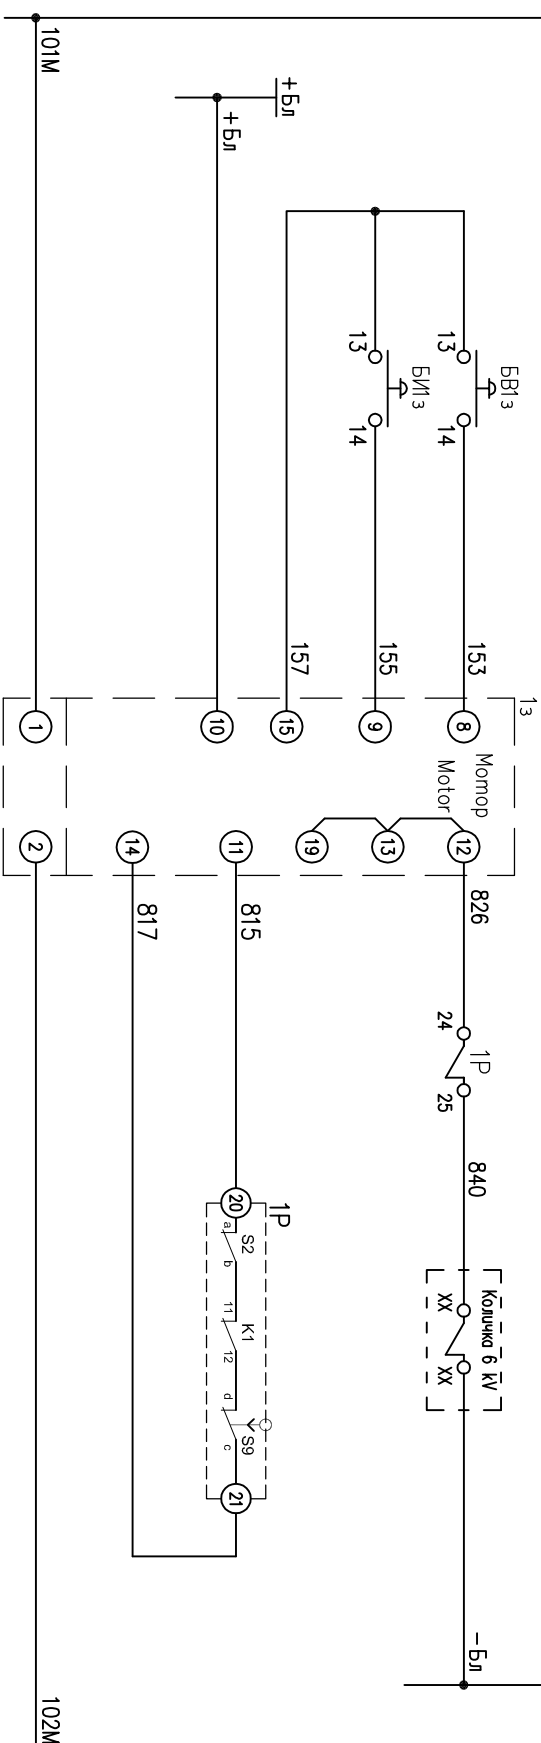 101М
+Бл
+Бл
13
БВ1з
14
13
БИ1з
14
153
155
157
1з
8
9
15
10
1
Мотор
Motor
12
13
19
11
14
2
826
815
817
24
1Р
25
840
20
1Р
a
S2
b
11
K1
12
d
S9
c
21
Количка 6 kV
XX
XX
-Бл
102М